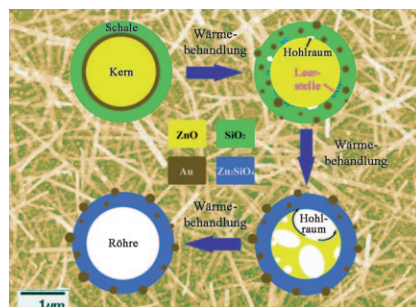 Schale
Kern
Wärme-
behandlung
Hohlraum
Leer-
stelle
Wärme-
behandlung
ZnO
SiO₂
Au
Zn₂SiO₄
Wärme-
behandlung
Röhre
Hohl-
raum
1µm